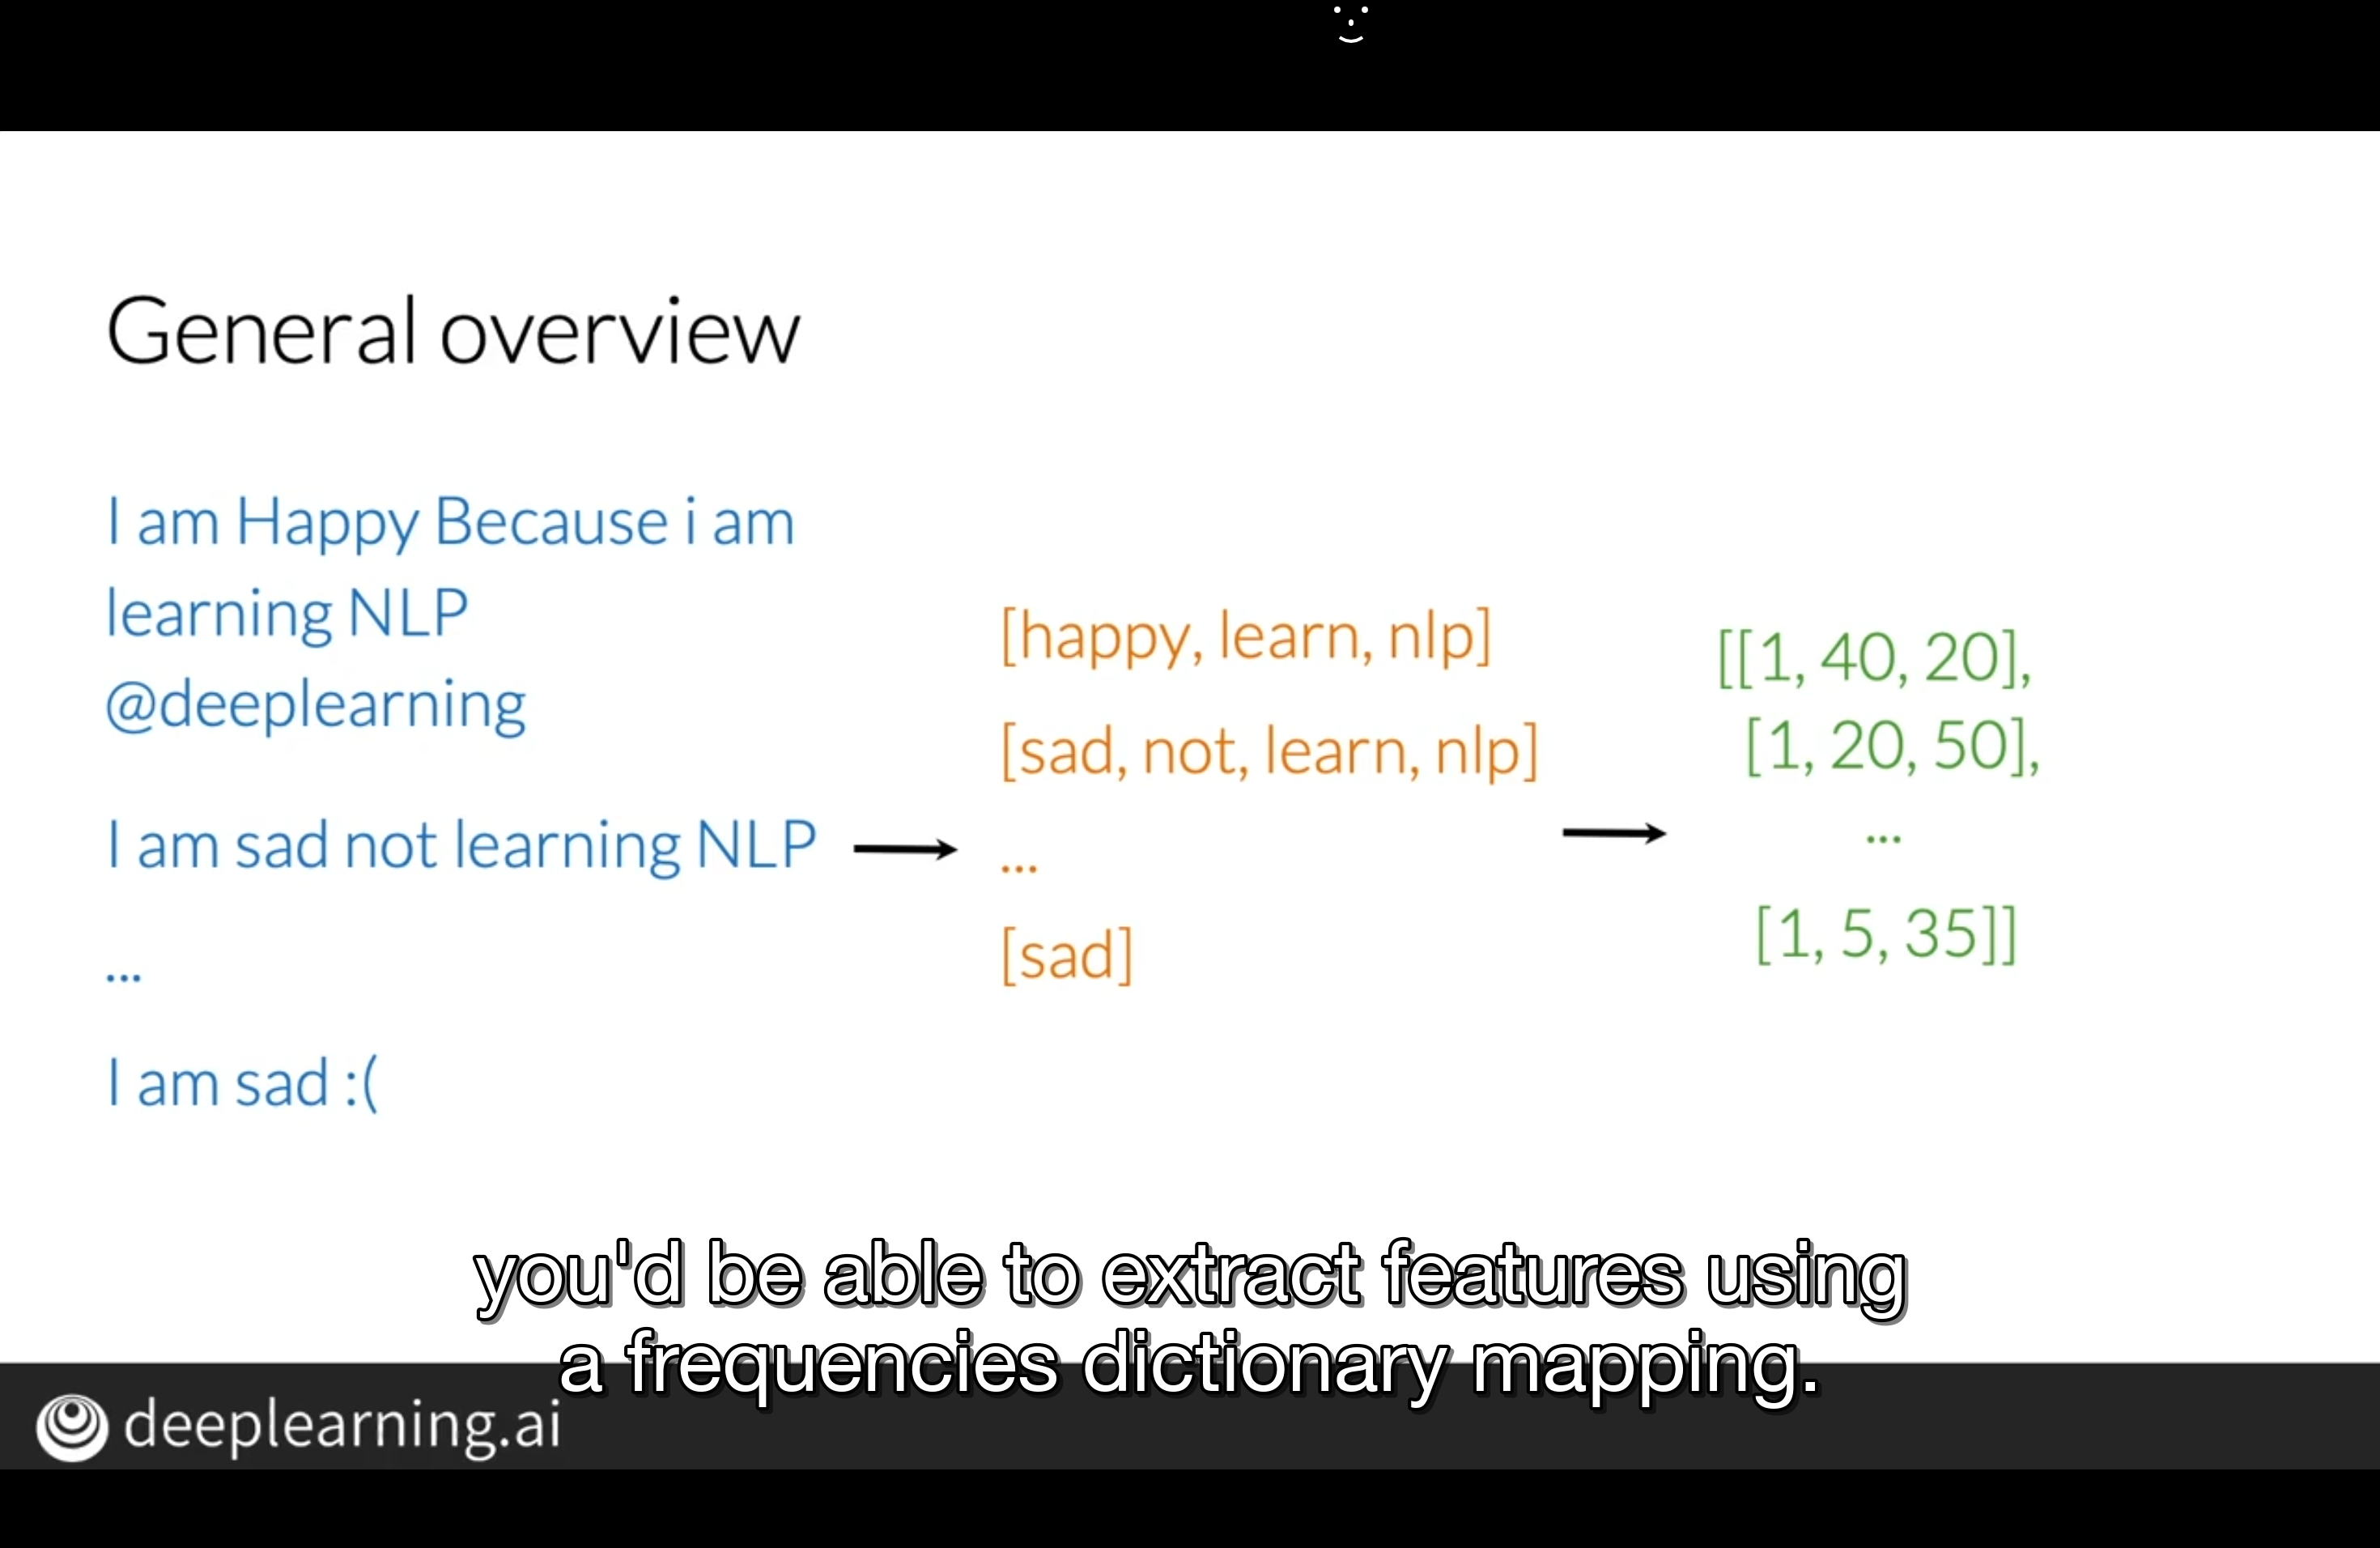 General overview
I am Happy Because i am
learning NLP
@deeplearning
I am sad not learning NLP
...
I am sad :(
[happy, learn, nlp]
[sad, not, learn, nlp]
...
[sad]
[[1, 40, 20],
[1, 20, 50],
...
[1, 5, 35]]
you'd be able to extract features using
a frequencies dictionary mapping.
deeplearning.ai